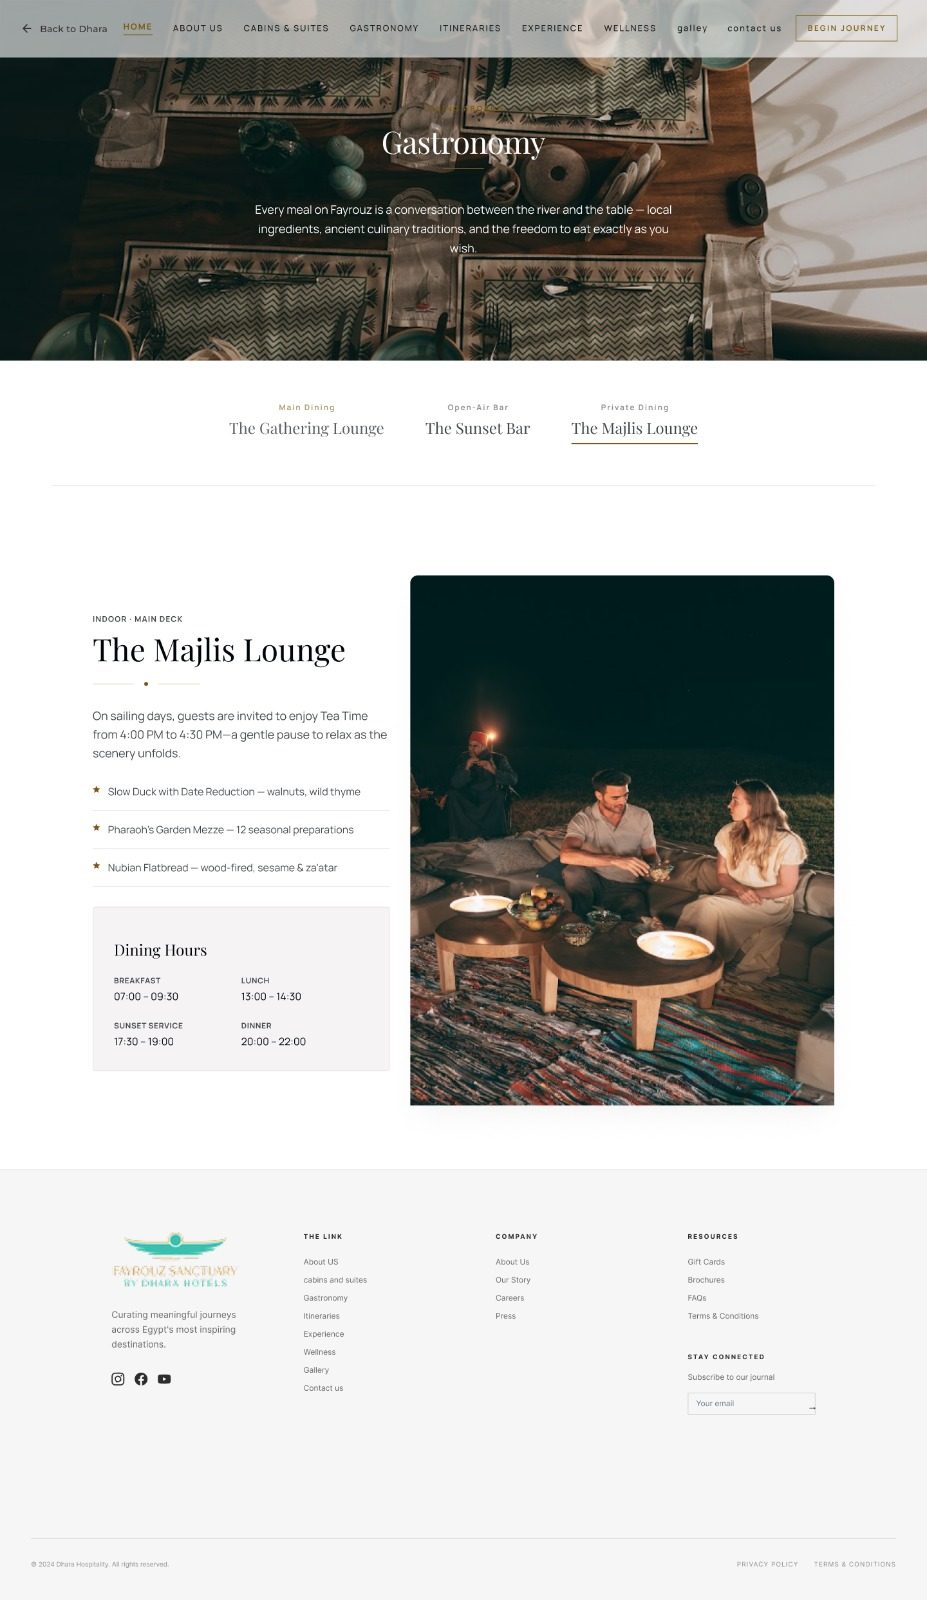 Back to Dhara HOME ABOUT US CABINS & SUITES GASTRONOMY ITINERARIES EXPERIENCE WELLNESS galley contact us BEGIN JOURNEY
Gastronomy
Every meal on Fayrouz is a conversation between the river and the table — local
ingredients, ancient culinary traditions, and the freedom to eat exactly as you
wish.
Main Dining
The Gathering Lounge
Open-Air Bar
The Sunset Bar
Private Dining
The Majlis Lounge
INDOOR · MAIN DECK
The Majlis Lounge
On sailing days, guests are invited to enjoy Tea Time
from 4:00 PM to 4:30 PM—a gentle pause to relax as the
scenery unfolds.
Slow Duck with Date Reduction — walnuts, wild thyme
Pharaoh's Garden Mezze — 12 seasonal preparations
Nubian Flatbread — wood-fired, sesame & za'atar
Dining Hours
BREAKFAST
07:00 – 09:30
LUNCH
13:00 – 14:30
SUNSET SERVICE
17:30 – 19:00
DINNER
20:00 – 22:00
FAYROUZ SANCTUARY
BY DHARA HOTELS
Curating meaningful journeys
across Egypt's most inspiring
destinations.
THE LINK
About US
cabins and suites
Gastronomy
Itineraries
Experience
Wellness
Gallery
Contact us
COMPANY
About Us
Our Story
Careers
Press
RESOURCES
Gift Cards
Brochures
FAQs
Terms & Conditions
STAY CONNECTED
Subscribe to our journal
Your email →
© 2024 Dhara Hospitality. All rights reserved.
PRIVACY POLICY TERMS & CONDITIONS